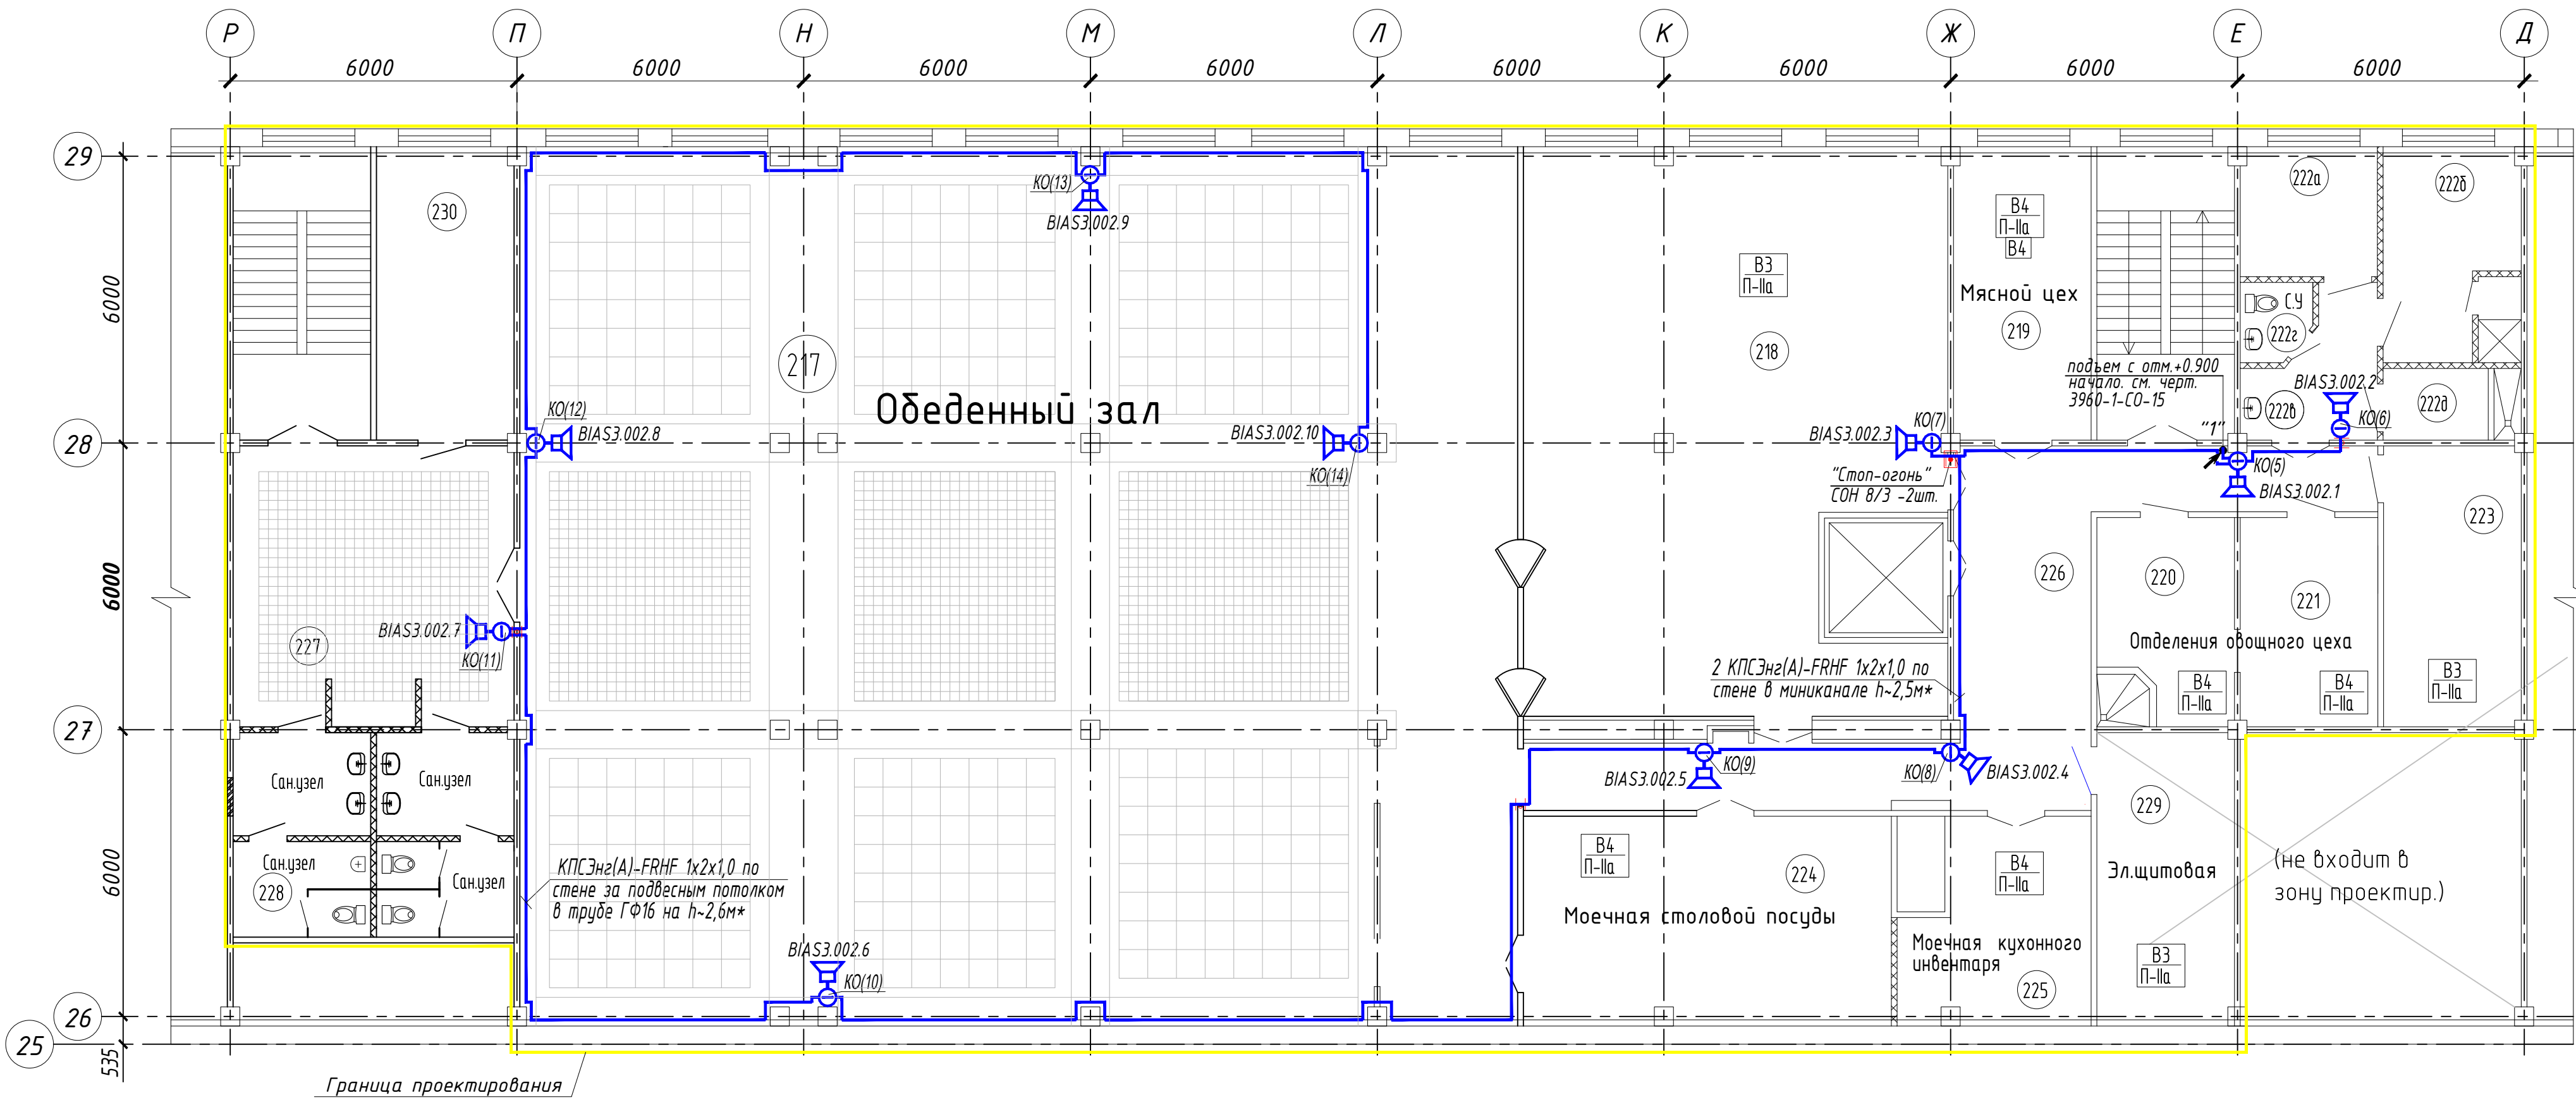 Р П Н М Л К Ж Е Д
6000 6000 6000 6000 6000 6000 6000 6000
29
28
27
26
25
6000
6000
6000
535
230
КО(13)
BIAS3.002.9
217
Обеденный зал
КО(12)
BIAS3.002.8
BIAS3.002.10
КО(14)
В3
П-IIа
218
В4
П-IIа
В4
Мясной цех
219
подъем с отм.+0.900
начало. см. черт.
3960-1-СО-15
222а
222б
С.У
222г
222в
222д
BIAS3.002.2
КО(6)
"1"
КО(5)
BIAS3.002.1
КО(7)
BIAS3.002.3
"Стоп-огонь"
СОН 8/3 -2шт.
223
226
220
221
Отделения овощного цеха
В4
П-IIа
В4
П-IIа
В3
П-IIа
BIAS3.002.7
КО(11)
227
2 КПСЭнг(А)-FRHF 1х2х1,0 по
стене в миниканале h~2,5м*
Сан.узел
Сан.узел
Сан.узел
Сан.узел
228
КПСЭнг(А)-FRHF 1х2х1,0 по
стене за подвесным потолком
в трубе ГФ16 на h~2,6м*
BIAS3.002.6
КО(10)
BIAS3.002.5
КО(9)
КО(8)
BIAS3.002.4
229
Эл.щитовая
В3
П-IIа
(не входит в
зону проектир.)
В4
П-IIа
224
Моечная столовой посуды
В4
П-IIа
Моечная кухонного
инвентаря
225
Граница проектирования